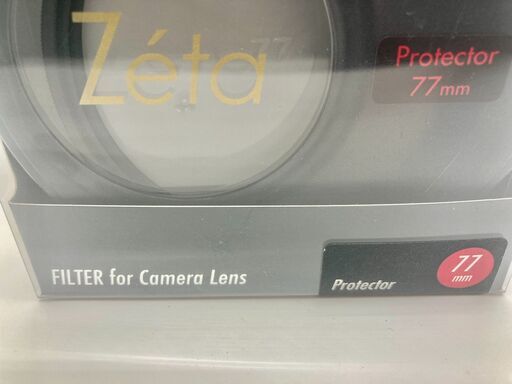 Zéta
77
Protector
77mm
FILTER for Camera Lens
Protector
77
mm